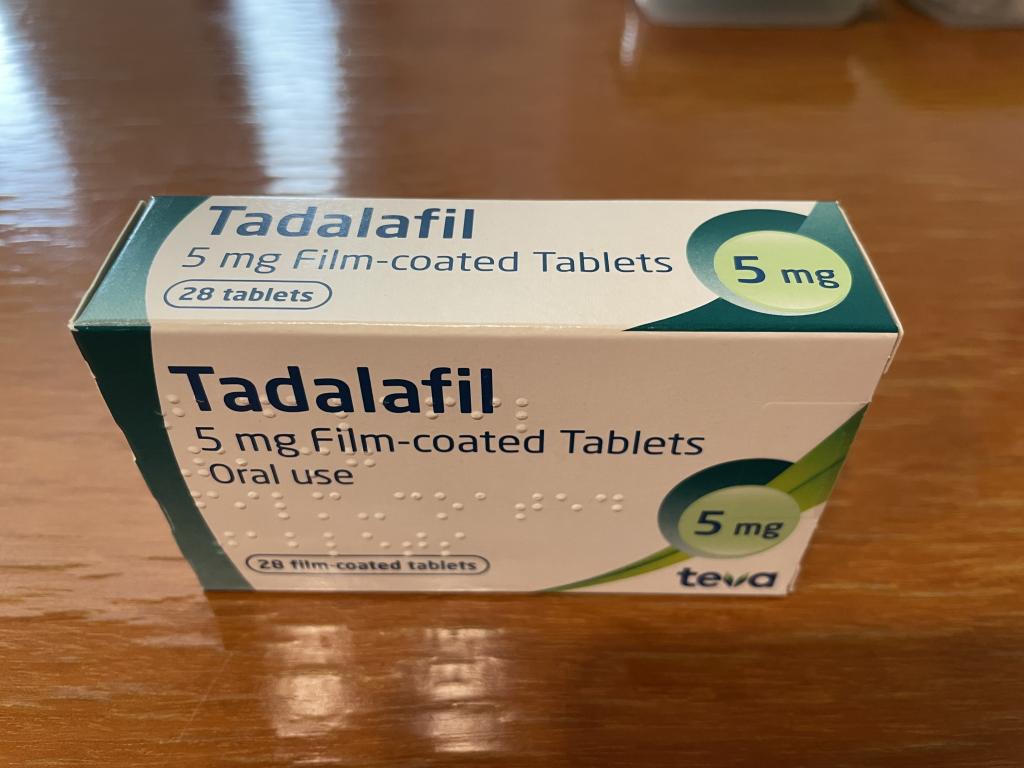 Tadalafil
5 mg Film-coated Tablets
28 tablets
5 mg
Tadalafil
5 mg Film-coated Tablets
Oral use
28 film-coated tablets
5 mg
teva